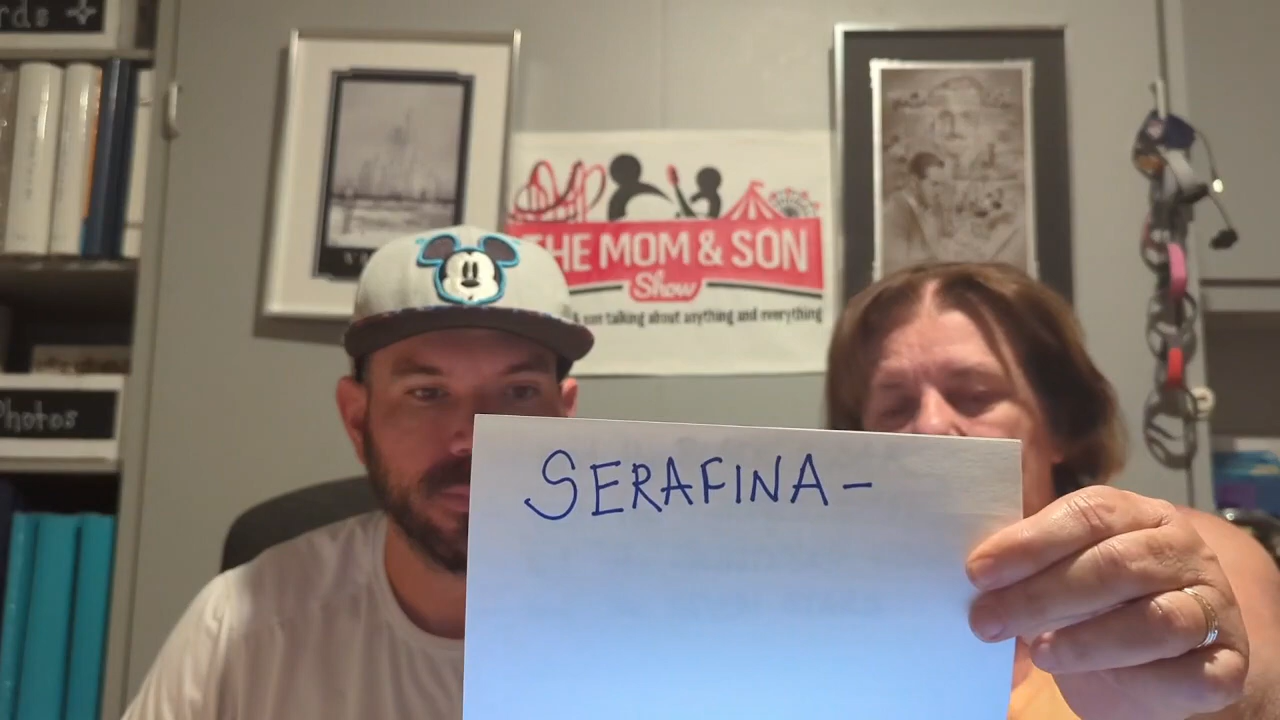 rds
THE MOM & SON
Show
son talking about anything and everything
Photos
SERAFINA-